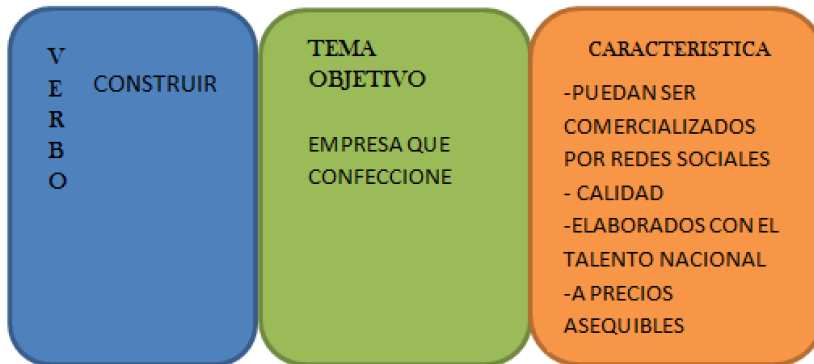 VERBO
CONSTRUIR
TEMA
OBJETIVO
EMPRESA QUE
CONFECCIONE
CARACTERISTICA
-PUEDAN SER
COMERCIALIZADOS
POR REDES SOCIALES
- CALIDAD
-ELABORADOS CON EL
TALENTO NACIONAL
-A PRECIOS
ASEQUIBLES